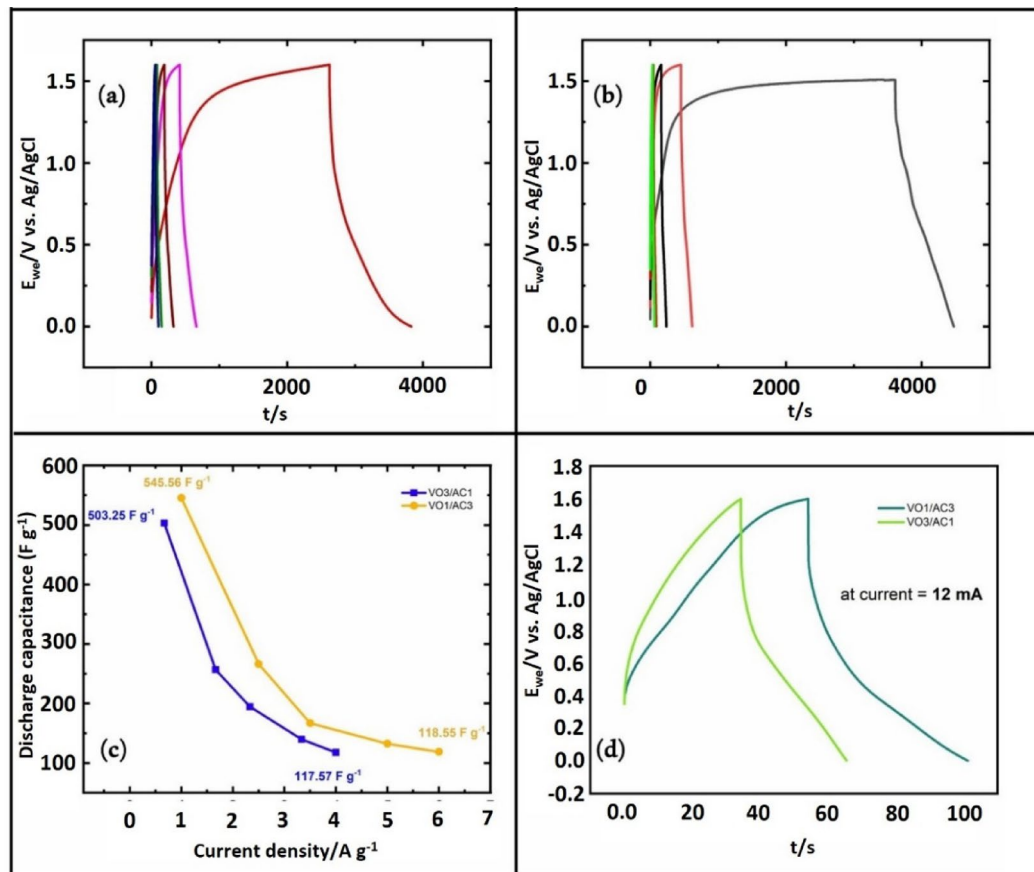 (a)
E_we/V vs. Ag/AgCl
1.5
1.0
0.5
0.0
0 2000 4000
t/s
(b)
E_we/V vs. Ag/AgCl
1.5
1.0
0.5
0.0
0 2000 4000
t/s
Discharge capacitance (F g⁻¹)
600
500
400
300
200
100
545.56 F g⁻¹
503.25 F g⁻¹
VO3/AC1
VO1/AC3
118.55 F g⁻¹
117.57 F g⁻¹
(c)
0 1 2 3 4 5 6 7
Current density/A g⁻¹
E_we/V vs. Ag/AgCl
1.8
1.6
1.4
1.2
1.0
0.8
0.6
0.4
0.2
0.0
-0.2
VO1/AC3
VO3/AC1
at current = 12 mA
(d)
0.0 20 40 60 80 100
t/s